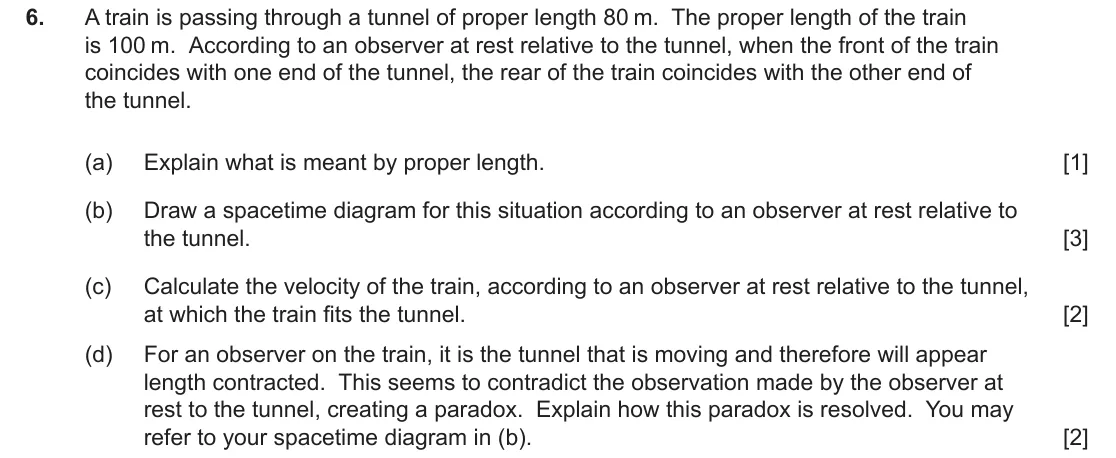 6. A train is passing through a tunnel of proper length 80 m. The proper length of the train
is 100 m. According to an observer at rest relative to the tunnel, when the front of the train
coincides with one end of the tunnel, the rear of the train coincides with the other end of
the tunnel.
(a) Explain what is meant by proper length. [1]
(b) Draw a spacetime diagram for this situation according to an observer at rest relative to
the tunnel. [3]
(c) Calculate the velocity of the train, according to an observer at rest relative to the tunnel,
at which the train fits the tunnel. [2]
(d) For an observer on the train, it is the tunnel that is moving and therefore will appear
length contracted. This seems to contradict the observation made by the observer at
rest to the tunnel, creating a paradox. Explain how this paradox is resolved. You may
refer to your spacetime diagram in (b). [2]